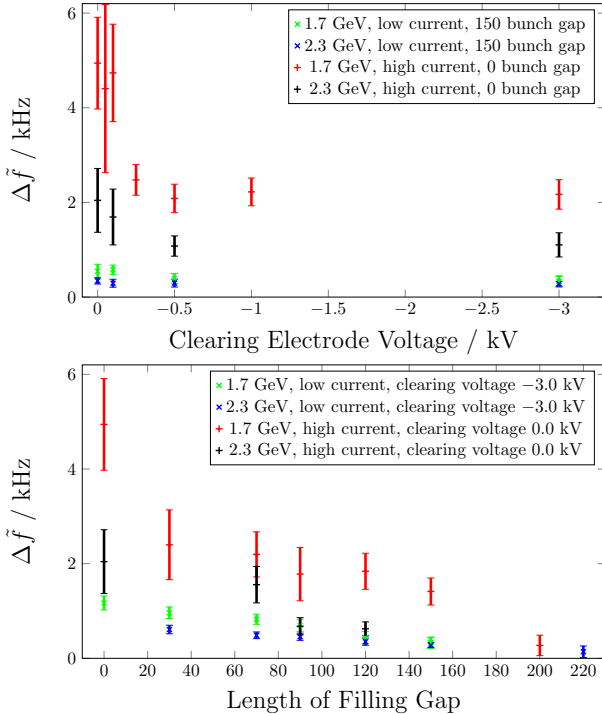 6
4
2
0
Δf̃ / kHz
1.7 GeV, low current, 150 bunch gap
2.3 GeV, low current, 150 bunch gap
1.7 GeV, high current, 0 bunch gap
2.3 GeV, high current, 0 bunch gap
0 −0.5 −1 −1.5 −2 −2.5 −3
Clearing Electrode Voltage / kV
6
4
2
0
Δf̃ / kHz
1.7 GeV, low current, clearing voltage −3.0 kV
2.3 GeV, low current, clearing voltage −3.0 kV
1.7 GeV, high current, clearing voltage 0.0 kV
2.3 GeV, high current, clearing voltage 0.0 kV
0 20 40 60 80 100 120 140 160 180 200 220
Length of Filling Gap